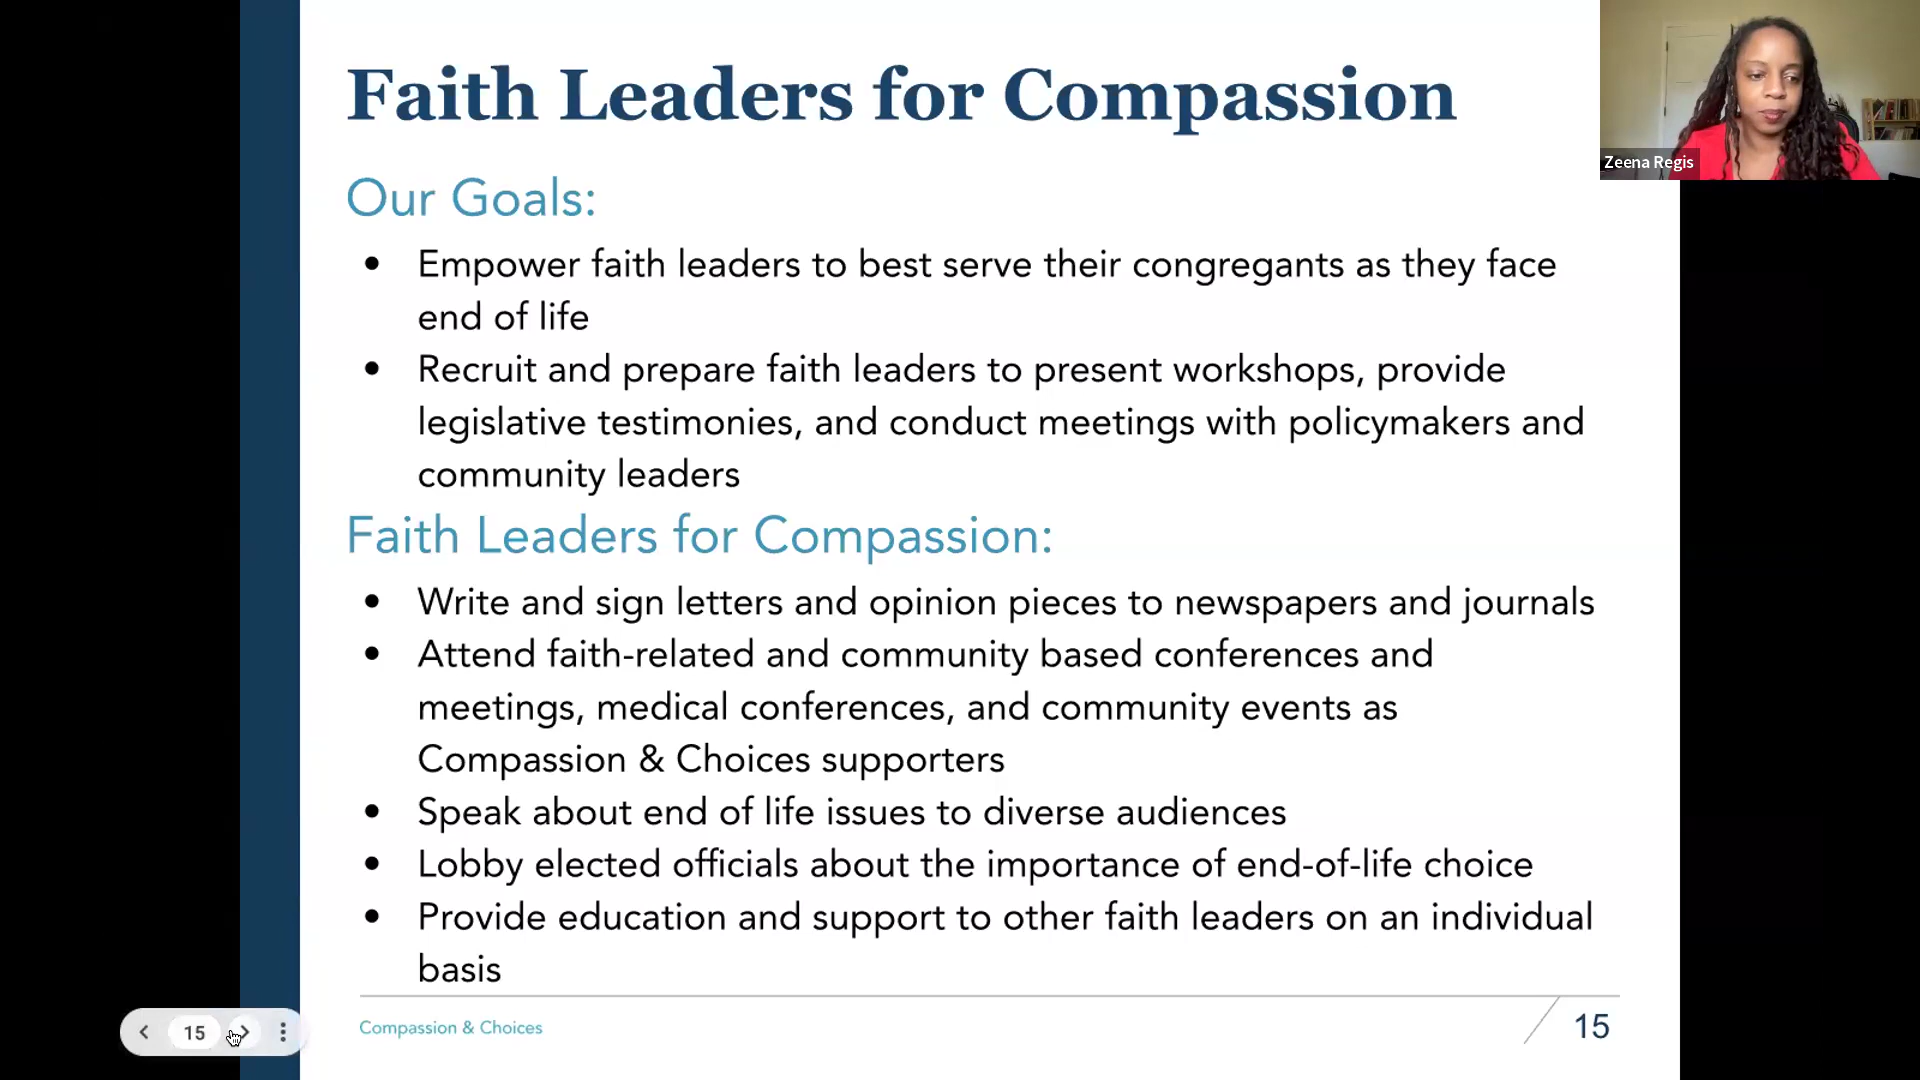 Faith Leaders for Compassion
Zeena Regis
Our Goals:
• Empower faith leaders to best serve their congregants as they face
end of life
• Recruit and prepare faith leaders to present workshops, provide
legislative testimonies, and conduct meetings with policymakers and
community leaders
Faith Leaders for Compassion:
• Write and sign letters and opinion pieces to newspapers and journals
• Attend faith-related and community based conferences and
meetings, medical conferences, and community events as
Compassion & Choices supporters
• Speak about end of life issues to diverse audiences
• Lobby elected officials about the importance of end-of-life choice
• Provide education and support to other faith leaders on an individual
basis
15
Compassion & Choices
15